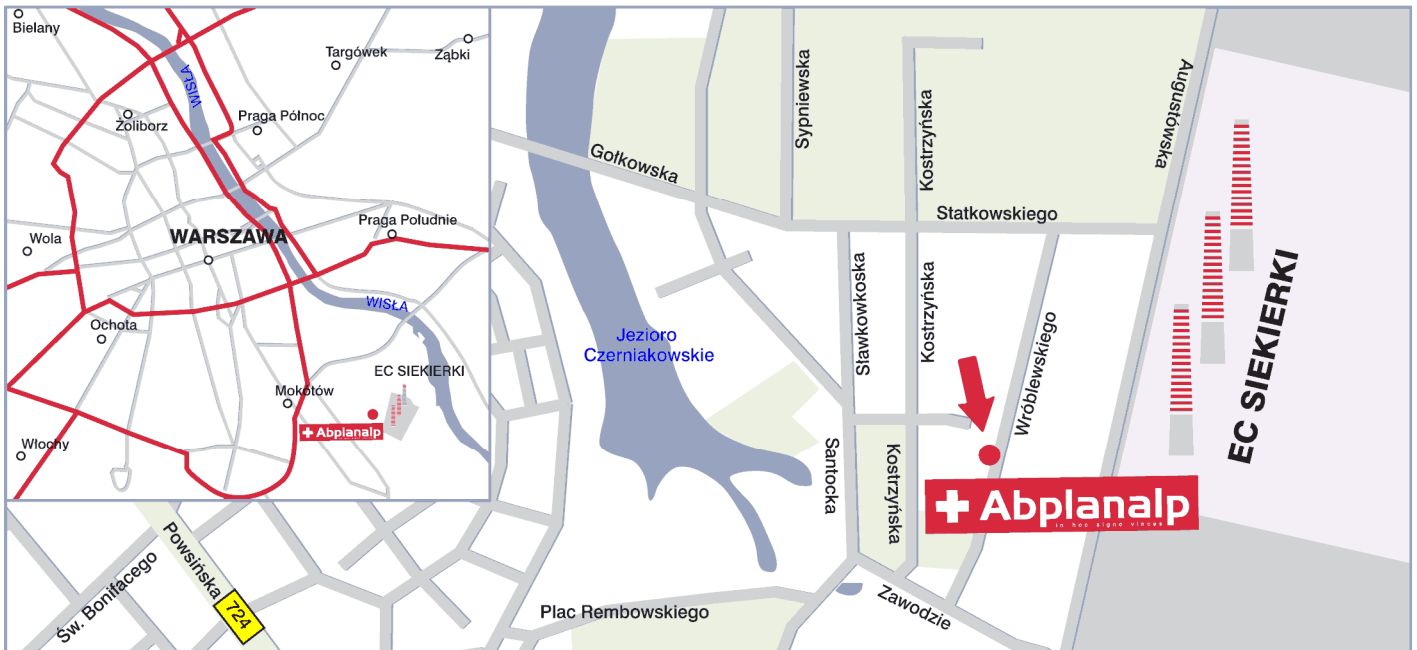 Bielany
Targówek
Ząbki
WISŁA
Żoliborz
Praga Północ
Praga Południe
Wola
WARSZAWA
WISŁA
Ochota
EC SIEKIERKI
Mokotów
Abplanalp
Włochy
Sypniewska
Kostrzyńska
Augustówska
Gołkowska
Statkowskiego
Sławkowkoska
Kostrzyńska
Wróblewskiego
Jezioro
Czerniakowskie
EC SIEKIERKI
Santocka
Kostrzyńska
Abplanalp
in hoc signo vinces
Św. Bonifacego
Powsińska
724
Plac Rembowskiego
Zawodzie